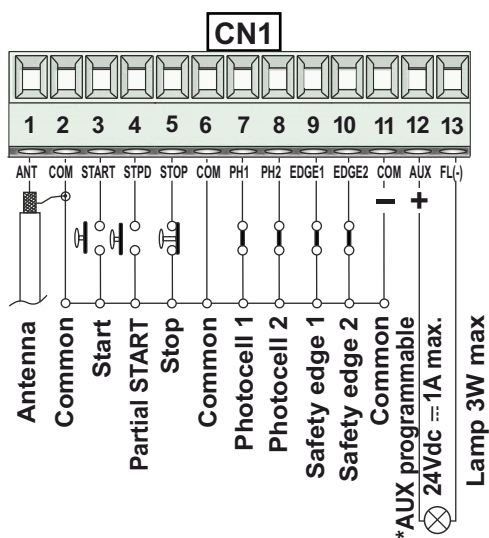 CN1
1 2 3 4 5 6 7 8 9 10 11 12 13
ANT COM START STPD STOP COM PH1 PH2 EDGE1 EDGE2 COM AUX FL(-)
− +
Antenna
Common
Start
Partial START
Stop
Common
Photocell 1
Photocell 2
Safety edge 1
Safety edge 2
Common
*AUX programmable
24Vdc ⎓ 1A max.
Lamp 3W max